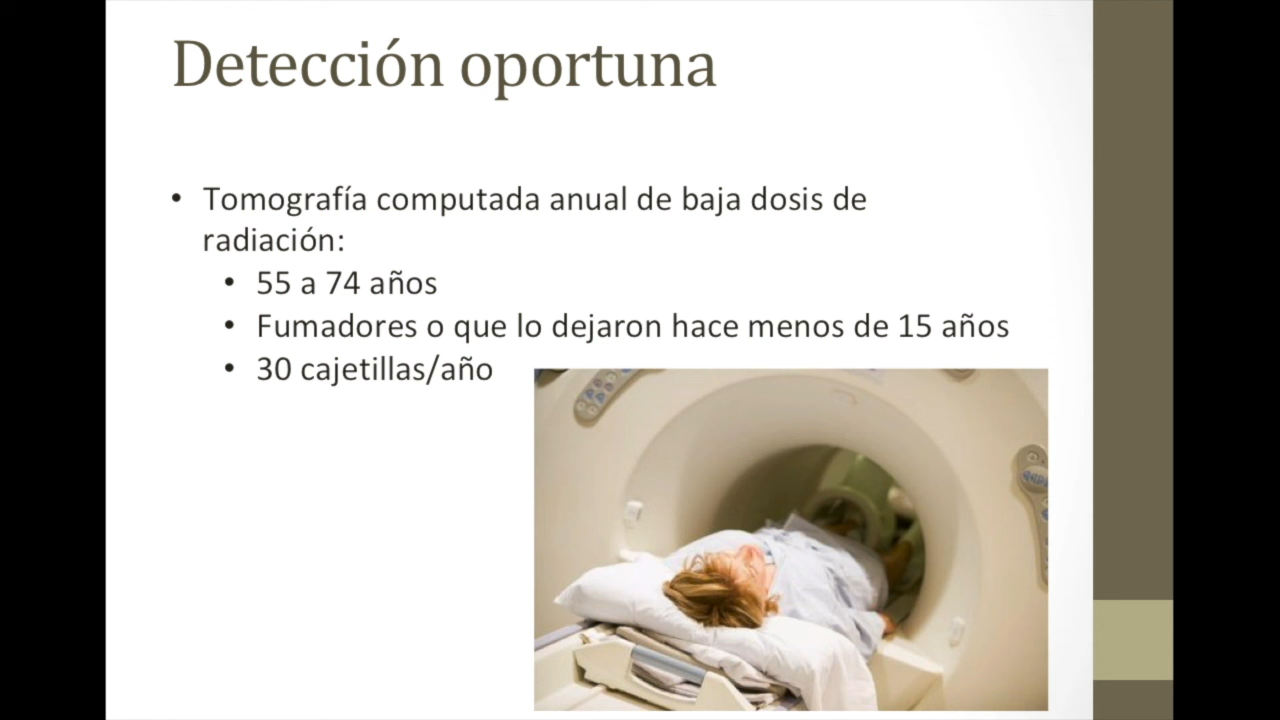 Detección oportuna
• Tomografía computada anual de baja dosis de
radiación:
• 55 a 74 años
• Fumadores o que lo dejaron hace menos de 15 años
• 30 cajetillas/año